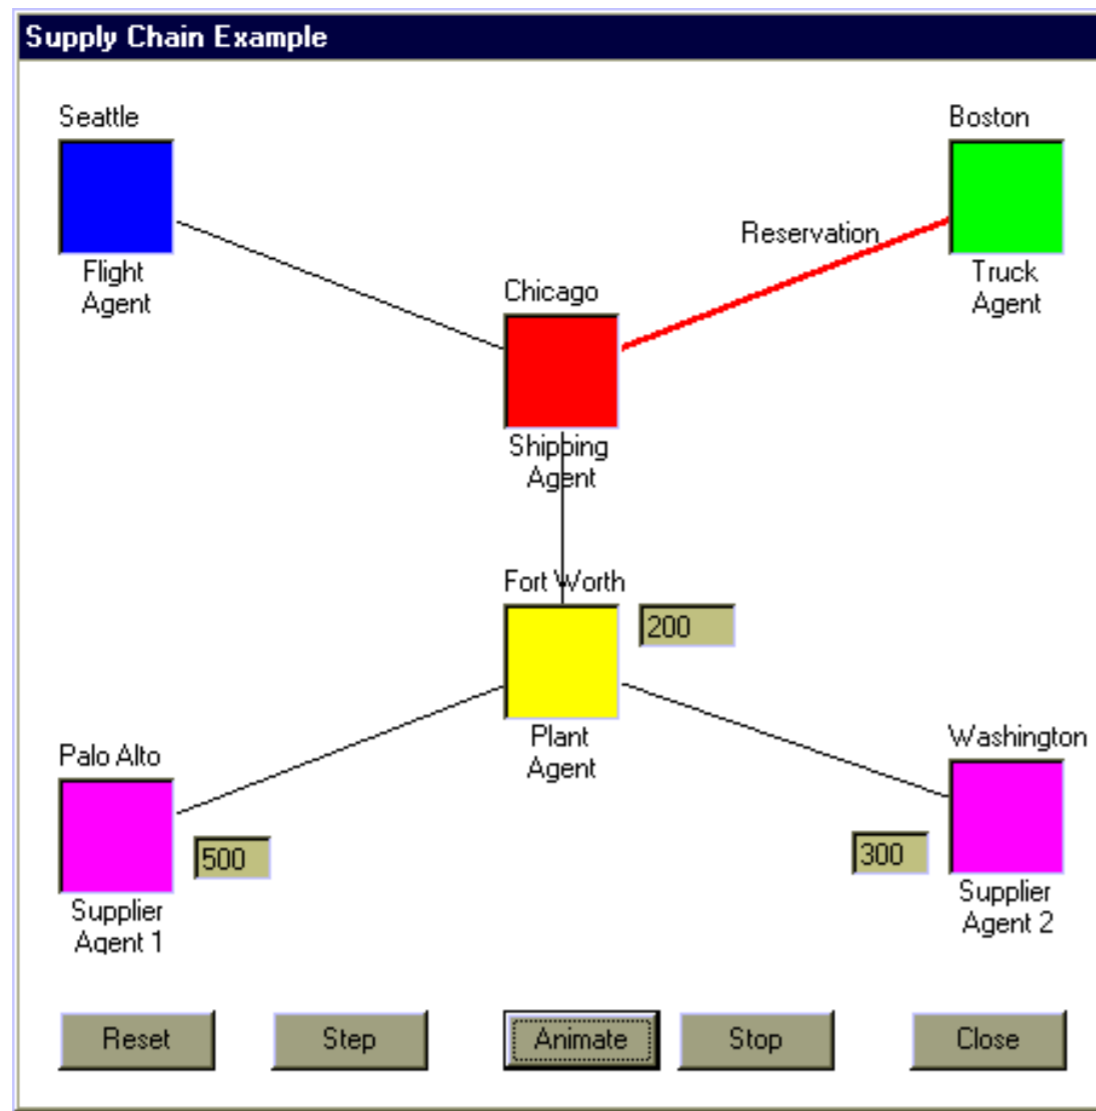 Supply Chain Example
Seattle
Boston
Reservation
Flight
Agent
Truck
Agent
Chicago
Shipping
Agent
Fort Worth
200
Plant
Agent
Palo Alto
Washington
500
300
Supplier
Agent 1
Supplier
Agent 2
Reset
Step
Animate
Stop
Close